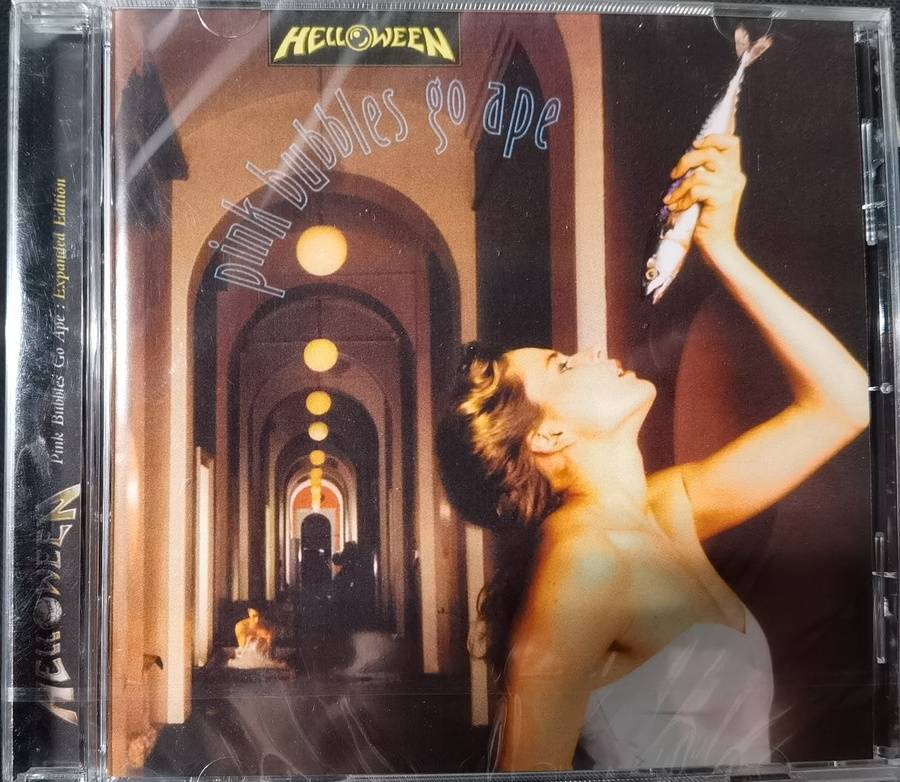 HELLOWEEN
pink bubbles go ape
HELLOWEEN
Pink Bubbles Go Ape : Expanded Edition